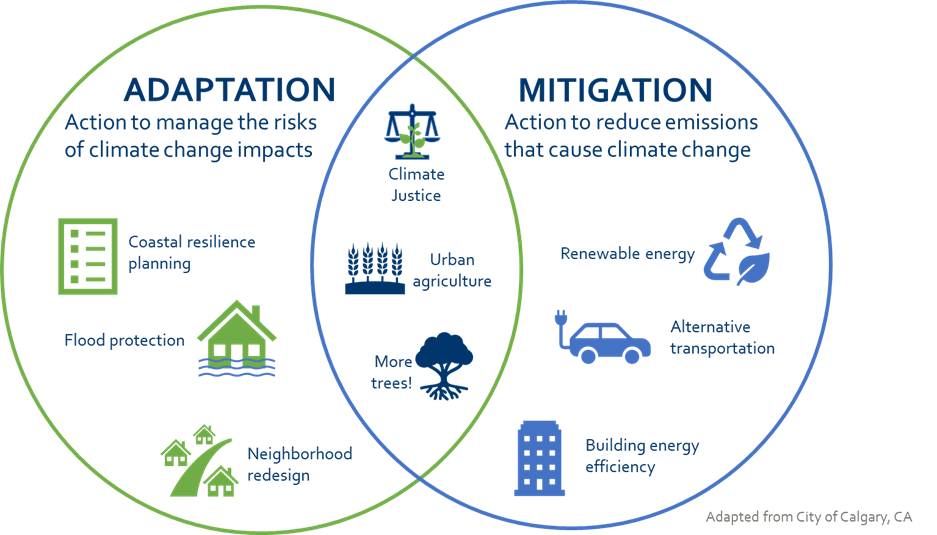 ADAPTATION
Action to manage the risks
of climate change impacts
Coastal resilience
planning
Flood protection
Neighborhood
redesign
Climate
Justice
Urban
agriculture
More
trees!
MITIGATION
Action to reduce emissions
that cause climate change
Renewable energy
Alternative
transportation
Building energy
efficiency
Adapted from City of Calgary, CA